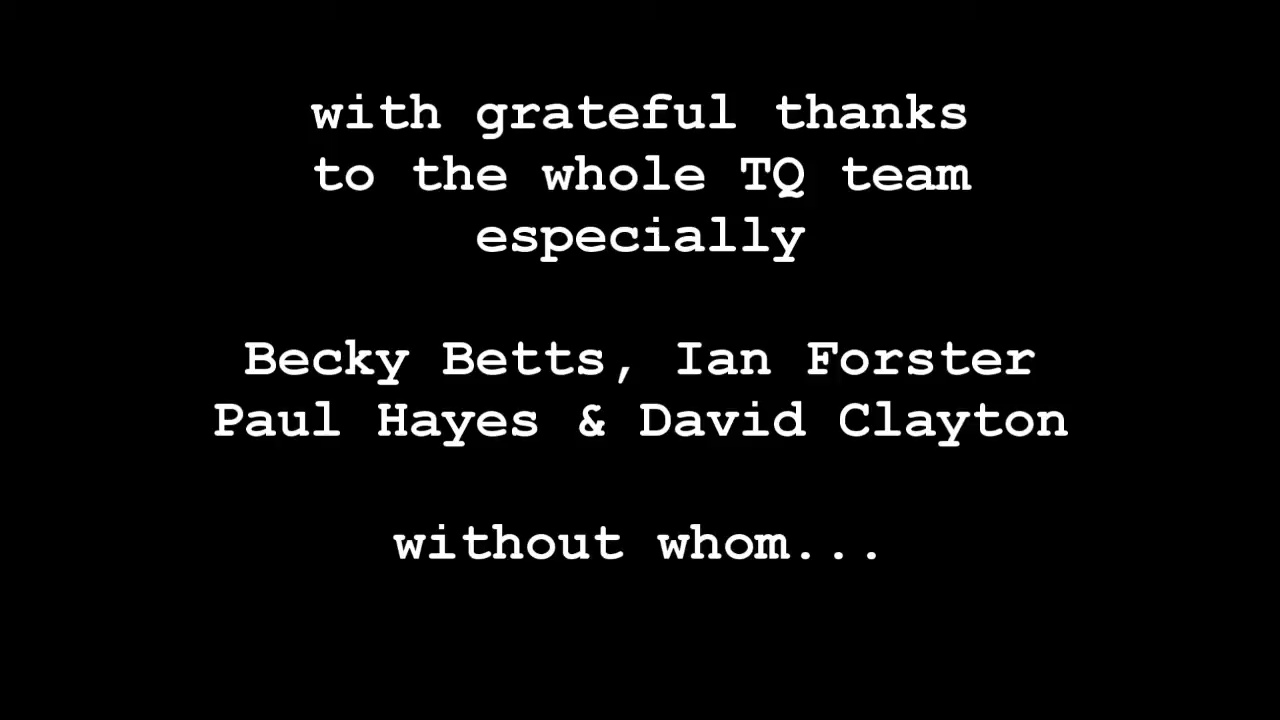 with grateful thanks
to the whole TQ team
especially
Becky Betts, Ian Forster
Paul Hayes & David Clayton
without whom...